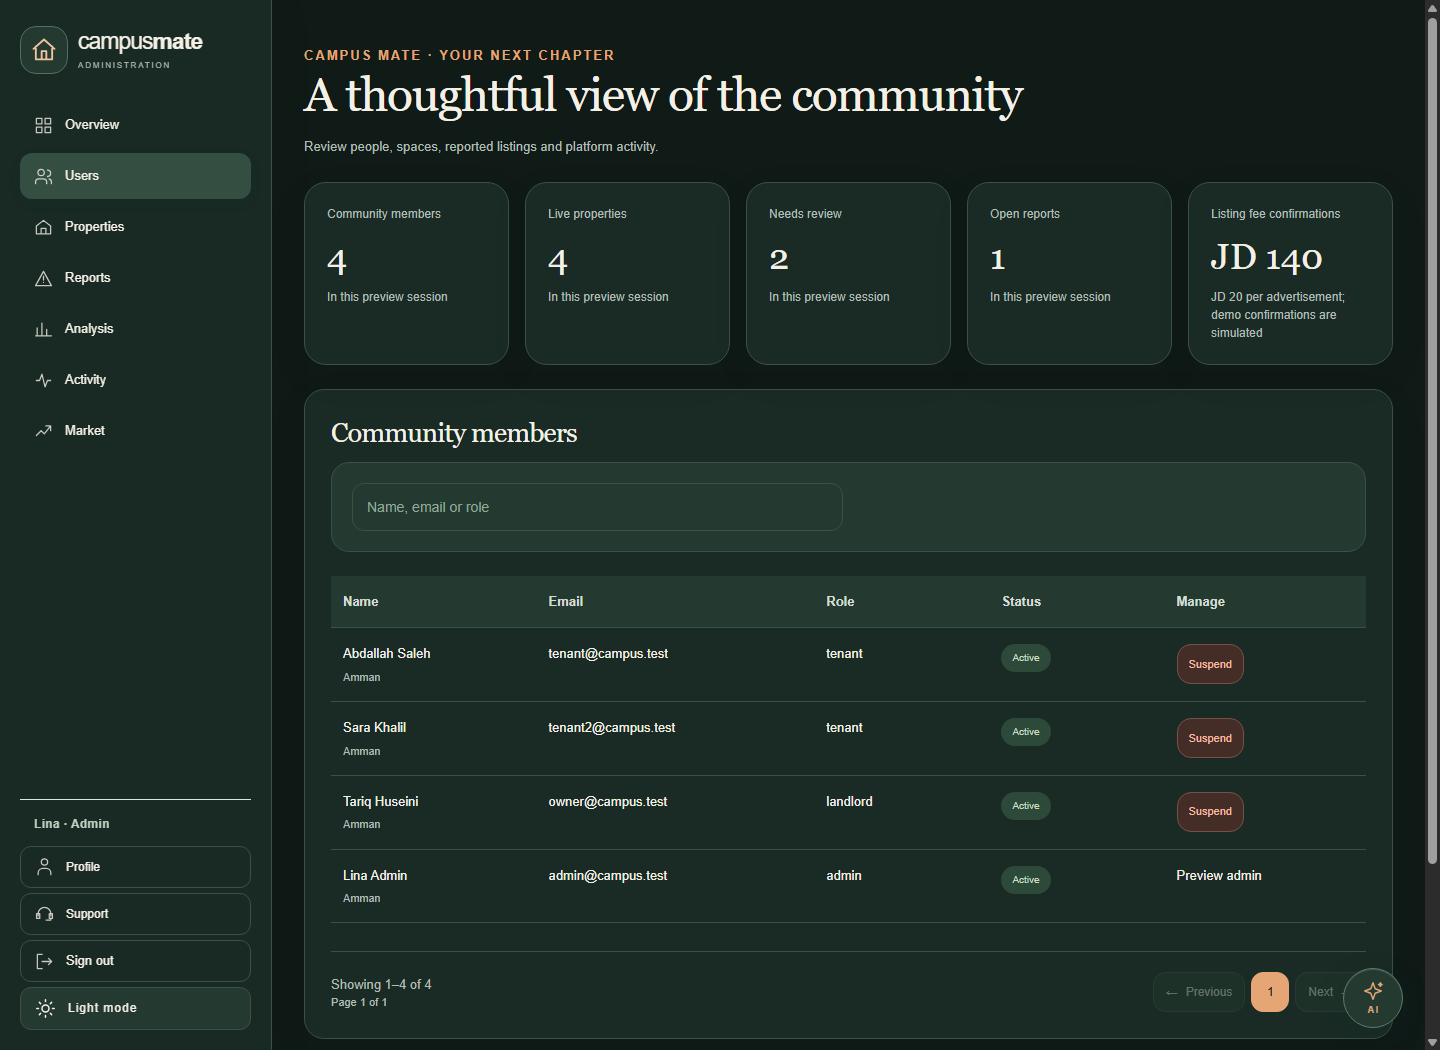 campusmate
ADMINISTRATION
Overview
Users
Properties
Reports
Analysis
Activity
Market
Lina · Admin
Profile
Support
Sign out
Light mode
CAMPUS MATE · YOUR NEXT CHAPTER
A thoughtful view of the community
Review people, spaces, reported listings and platform activity.
Community members
4
In this preview session
Live properties
4
In this preview session
Needs review
2
In this preview session
Open reports
1
In this preview session
Listing fee confirmations
JD 140
JD 20 per advertisement;
demo confirmations are
simulated
Community members
Name, email or role
Name Email Role Status Manage
Abdallah Saleh tenant@campus.test tenant Active Suspend
Amman
Sara Khalil tenant2@campus.test tenant Active Suspend
Amman
Tariq Huseini owner@campus.test landlord Active Suspend
Amman
Lina Admin admin@campus.test admin Active Preview admin
Amman
Showing 1–4 of 4
Page 1 of 1
← Previous 1 Next
AI